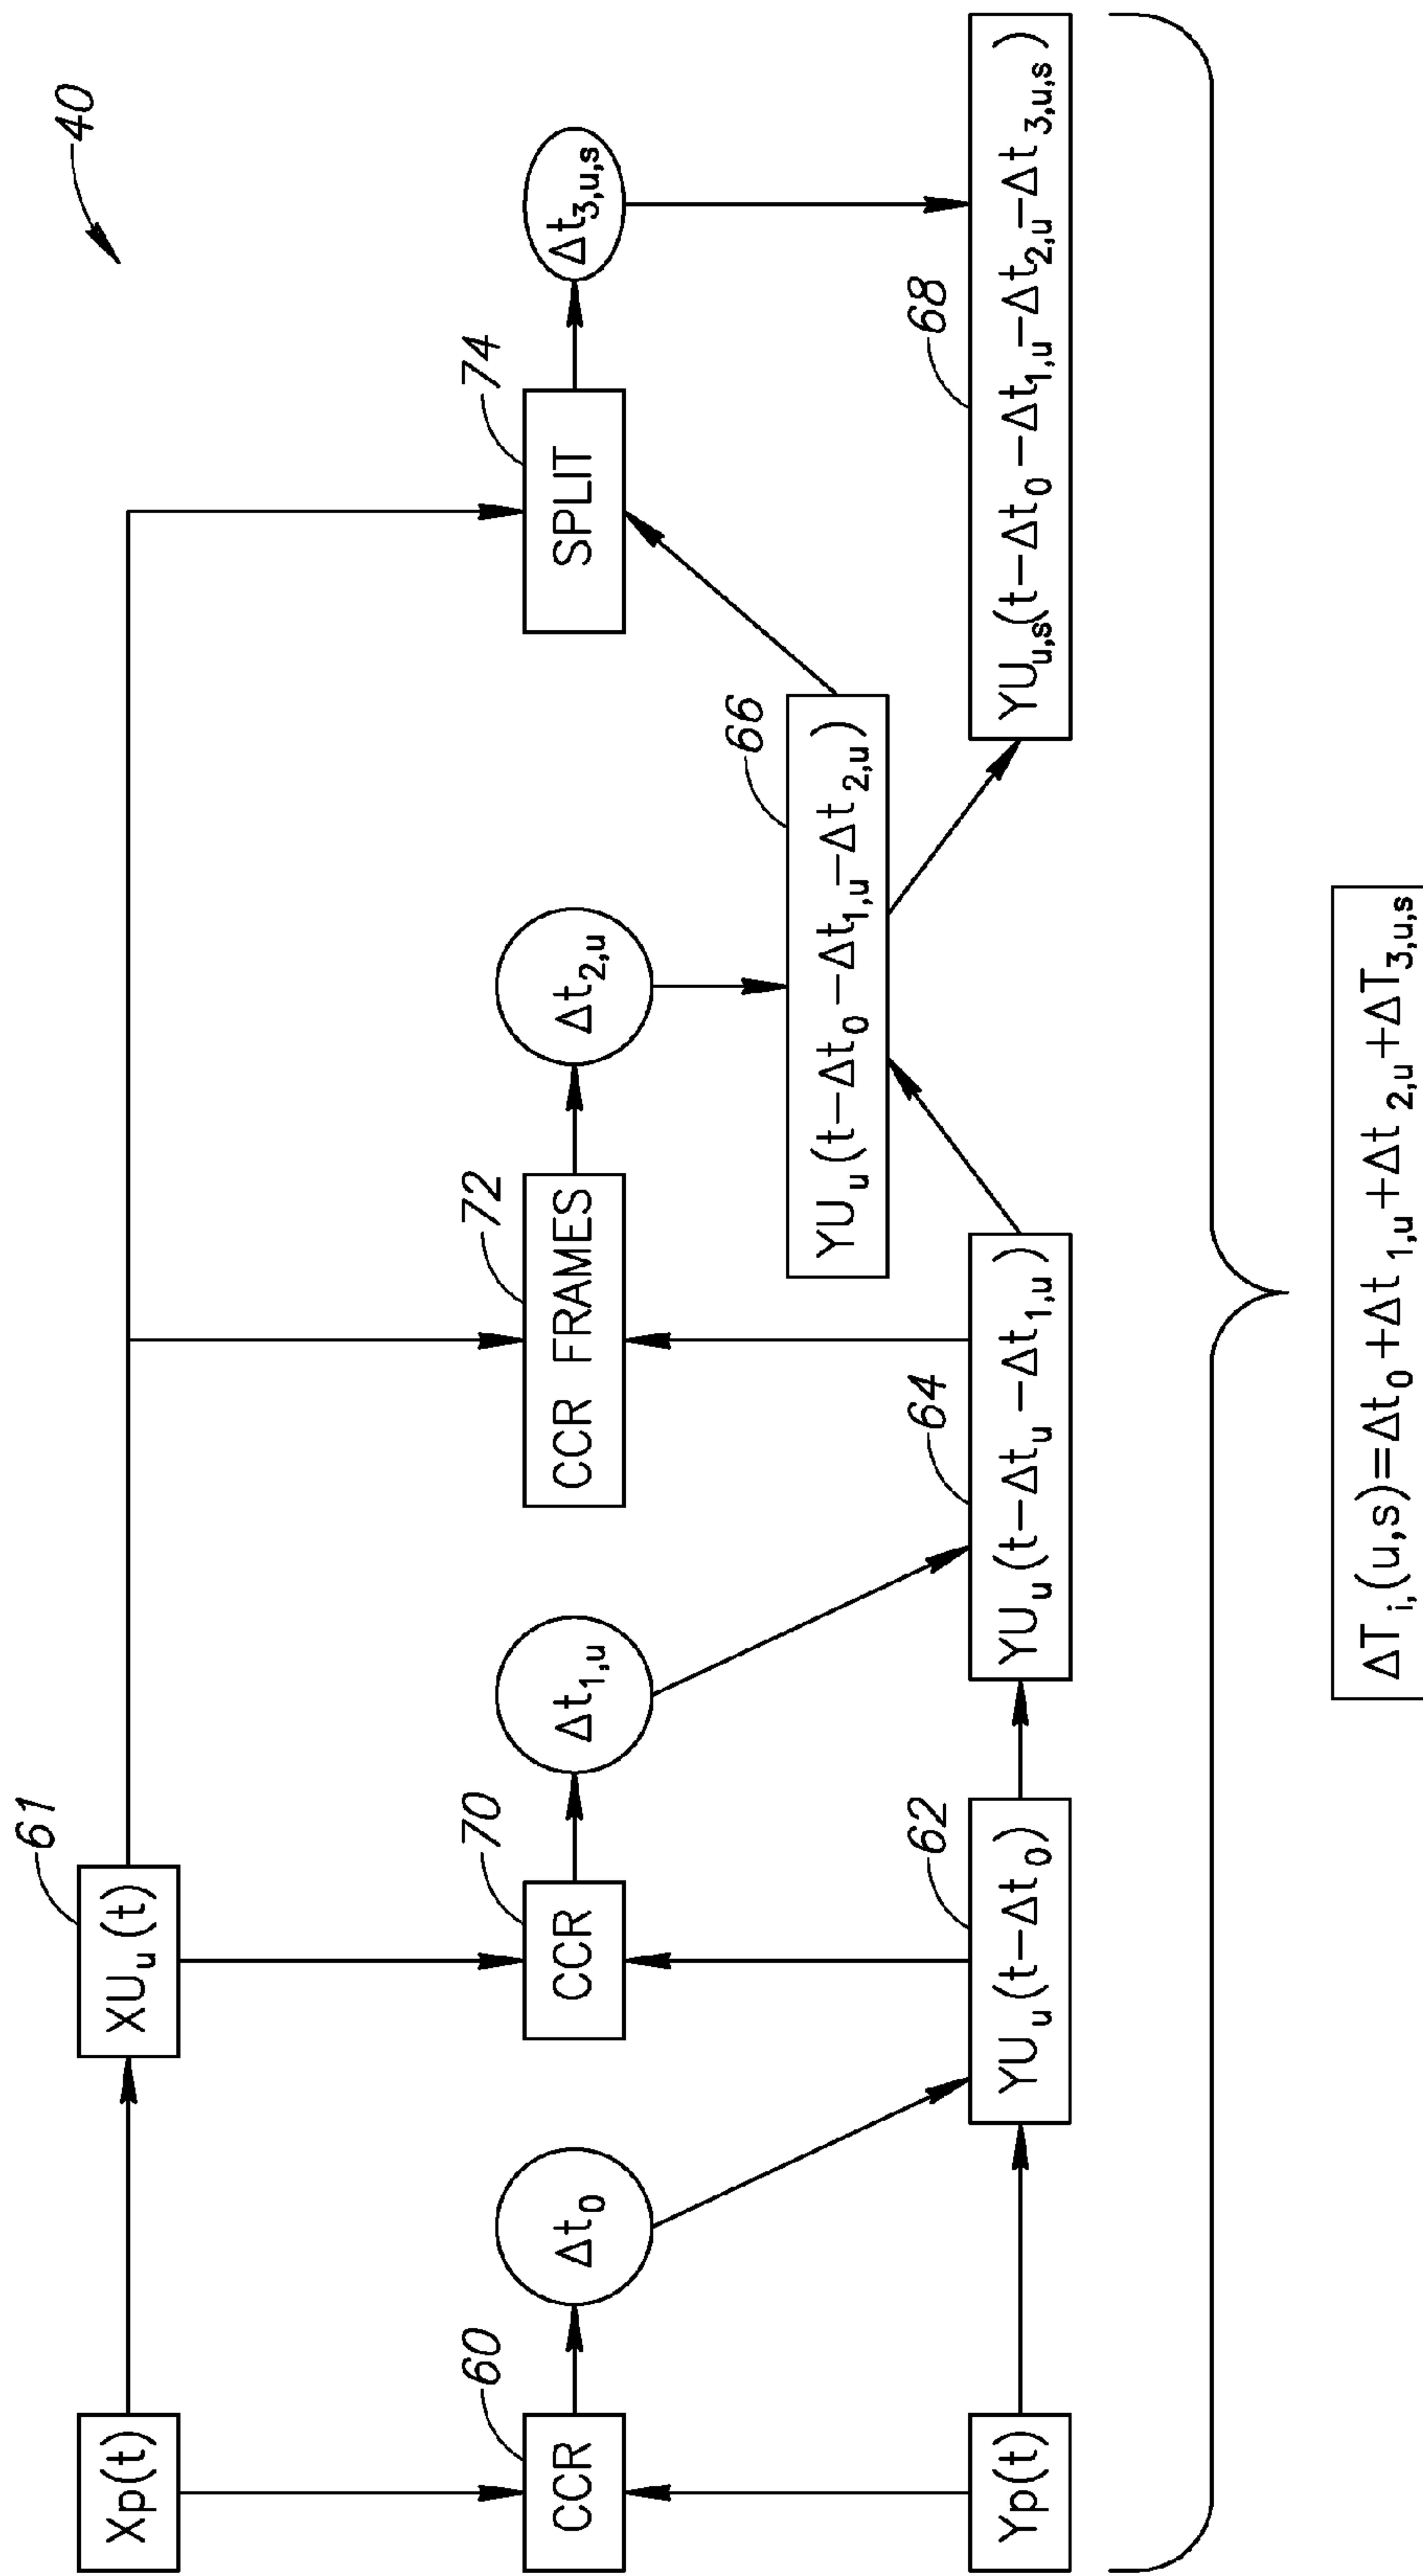 40
Xp(t)
XUᵤ(t)
61
60
CCR
Δt₀
70
CCR
Δt₁,ᵤ
72
CCR FRAMES
Δt₂,ᵤ
74
SPLIT
Δt₃,ᵤ,ₛ
66
YUᵤ(t−Δt₀−Δt₁,ᵤ−Δt₂,ᵤ)
Yp(t)
62
YUᵤ(t−Δt₀)
64
YUᵤ(t−Δtᵤ−Δt₁,ᵤ)
68
YUᵤ,ₛ(t−Δt₀−Δt₁,ᵤ−Δt₂,ᵤ−Δt₃,ᵤ,ₛ)
ΔTᵢ,(u,s)=Δt₀+Δt₁,ᵤ+Δt₂,ᵤ+ΔT₃,ᵤ,ₛ